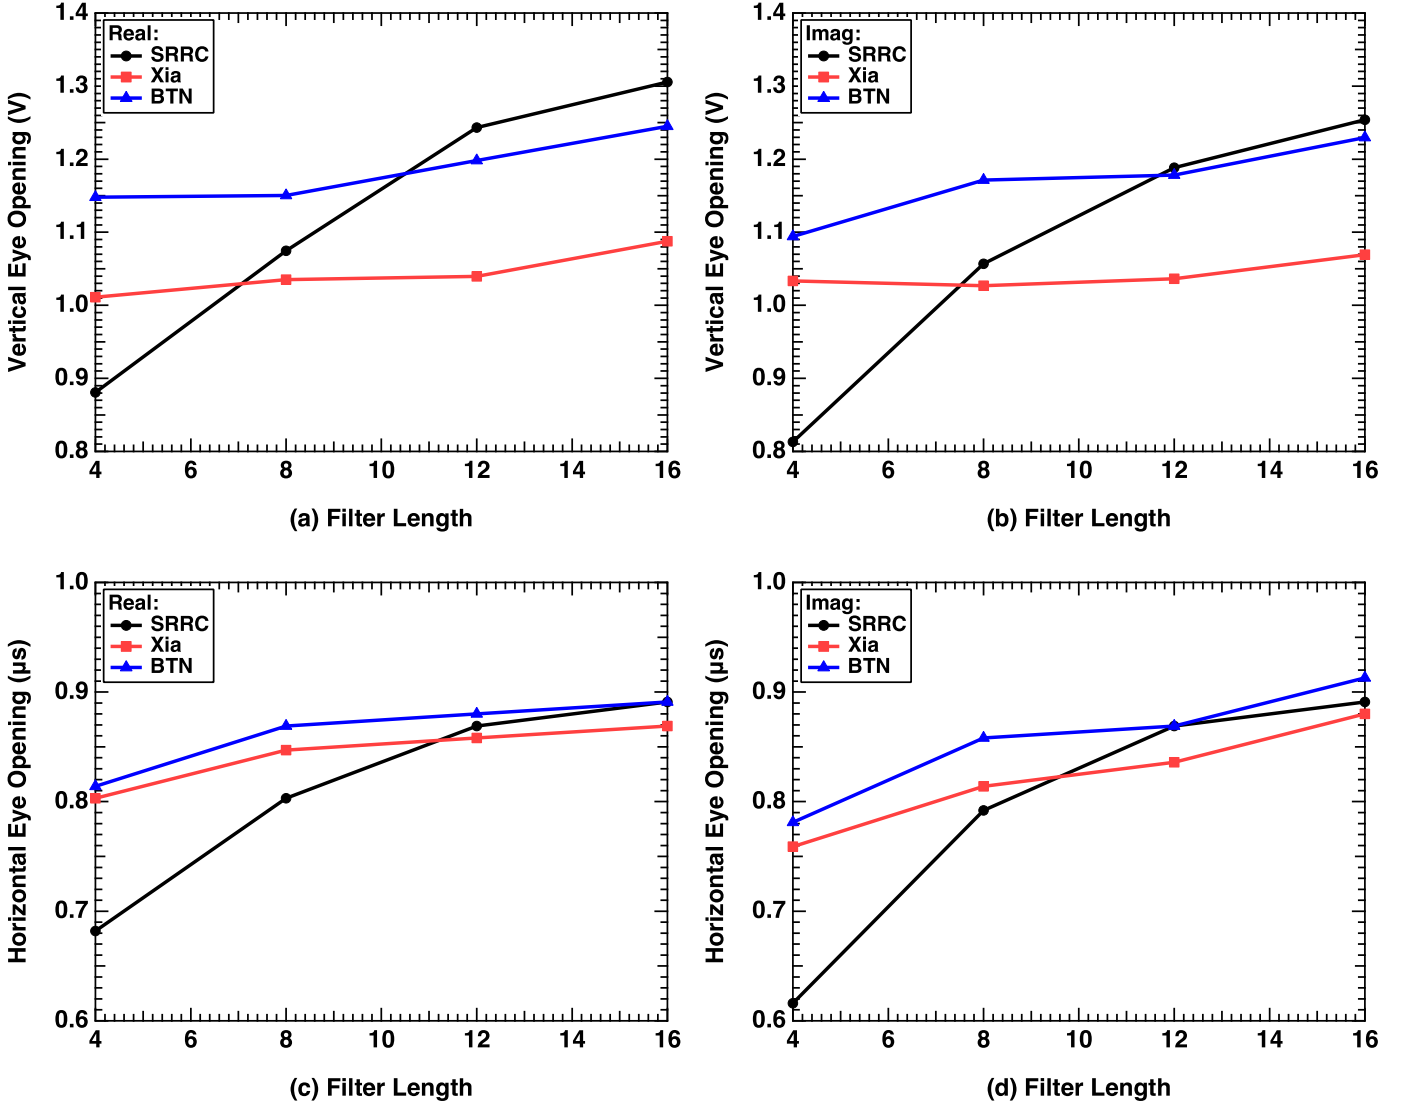 1.4
1.3
1.2
1.1
1.0
0.9
0.8
4 6 8 10 12 14 16
Vertical Eye Opening (V)
Real:
SRRC
Xia
BTN
(a) Filter Length
1.4
1.3
1.2
1.1
1.0
0.9
0.8
4 6 8 10 12 14 16
Vertical Eye Opening (V)
Imag:
SRRC
Xia
BTN
(b) Filter Length
1.0
0.9
0.8
0.7
0.6
4 6 8 10 12 14 16
Horizontal Eye Opening (µs)
Real:
SRRC
Xia
BTN
(c) Filter Length
1.0
0.9
0.8
0.7
0.6
4 6 8 10 12 14 16
Horizontal Eye Opening (µs)
Imag:
SRRC
Xia
BTN
(d) Filter Length